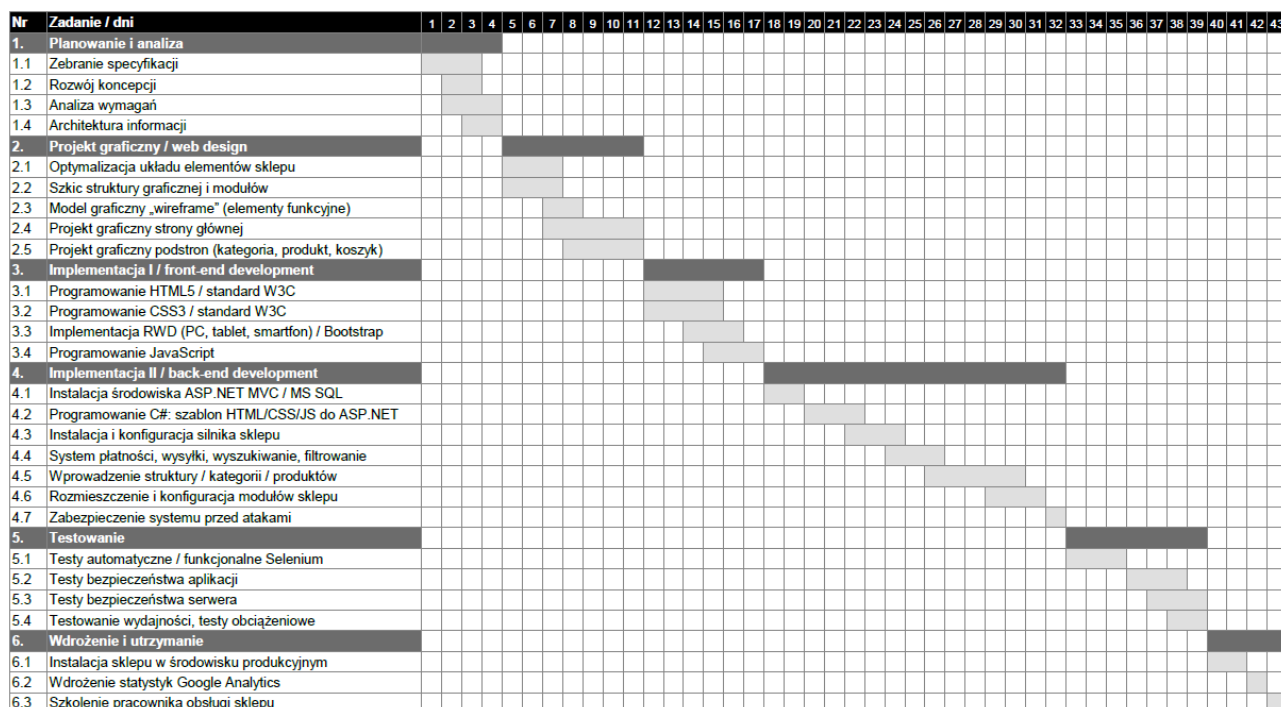 Nr Zadanie / dni 1 2 3 4 5 6 7 8 9 10 11 12 13 14 15 16 17 18 19 20 21 22 23 24 25 26 27 28 29 30 31 32 33 34 35 36 37 38 39 40 41 42 43
1. Planowanie i analiza
1.1 Zebranie specyfikacji
1.2 Rozwój koncepcji
1.3 Analiza wymagań
1.4 Architektura informacji
2. Projekt graficzny / web design
2.1 Optymalizacja układu elementów sklepu
2.2 Szkic struktury graficznej i modułów
2.3 Model graficzny „wireframe” (elementy funkcyjne)
2.4 Projekt graficzny strony głównej
2.5 Projekt graficzny podstron (kategoria, produkt, koszyk)
3. Implementacja I / front-end development
3.1 Programowanie HTML5 / standard W3C
3.2 Programowanie CSS3 / standard W3C
3.3 Implementacja RWD (PC, tablet, smartfon) / Bootstrap
3.4 Programowanie JavaScript
4. Implementacja II / back-end development
4.1 Instalacja środowiska ASP.NET MVC / MS SQL
4.2 Programowanie C#: szablon HTML/CSS/JS do ASP.NET
4.3 Instalacja i konfiguracja silnika sklepu
4.4 System płatności, wysyłki, wyszukiwanie, filtrowanie
4.5 Wprowadzenie struktury / kategorii / produktów
4.6 Rozmieszczenie i konfiguracja modułów sklepu
4.7 Zabezpieczenie systemu przed atakami
5. Testowanie
5.1 Testy automatyczne / funkcjonalne Selenium
5.2 Testy bezpieczeństwa aplikacji
5.3 Testy bezpieczeństwa serwera
5.4 Testowanie wydajności, testy obciążeniowe
6. Wdrożenie i utrzymanie
6.1 Instalacja sklepu w środowisku produkcyjnym
6.2 Wdrożenie statystyk Google Analytics
6.3 Szkolenie pracownika obsługi sklepu